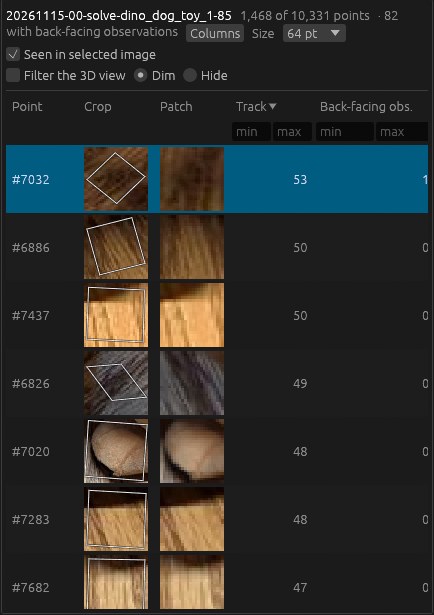 20261115-00-solve-dino_dog_toy_1-85 1,468 of 10,331 points · 82
with back-facing observations Columns Size 64 pt
Seen in selected image
Filter the 3D view Dim Hide
Point Crop Patch Track Back-facing obs.
min max min max
#7032 53 1
#6886 50 0
#7437 50 0
#6826 49 0
#7020 48 0
#7283 48 0
#7682 47 0